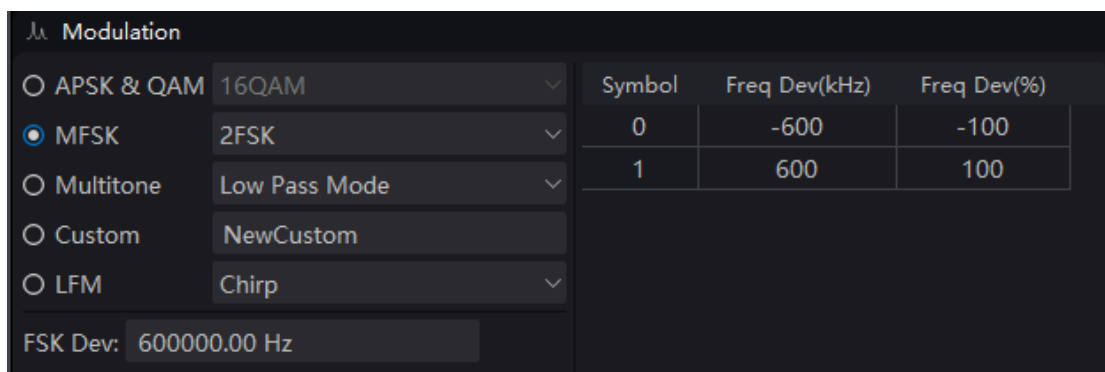 Modulation
APSK & QAM 16QAM
MFSK 2FSK
Multitone Low Pass Mode
Custom NewCustom
LFM Chirp
FSK Dev: 600000.00 Hz
Symbol Freq Dev(kHz) Freq Dev(%)
0 -600 -100
1 600 100